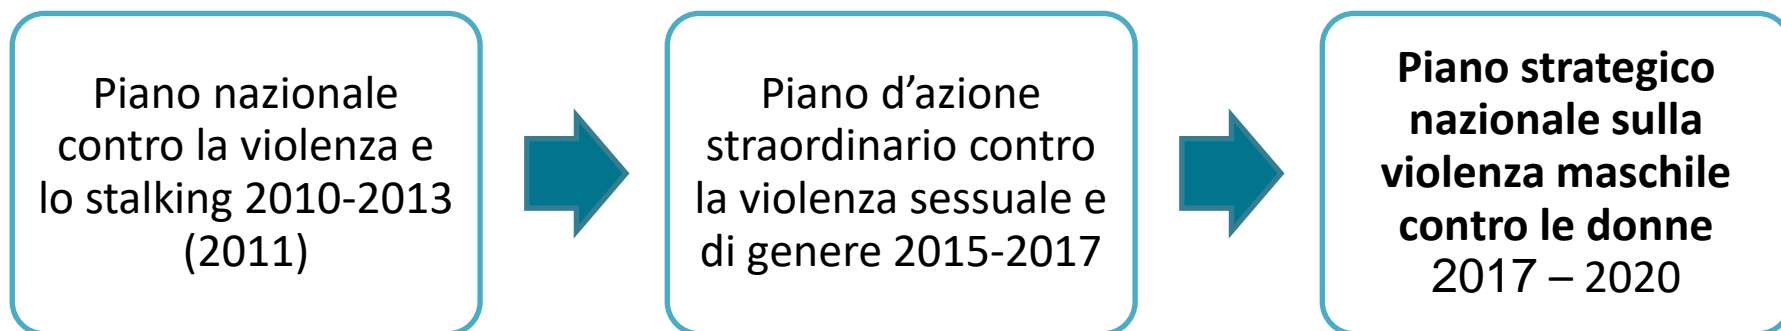 Piano nazionale
contro la violenza e
lo stalking 2010-2013
(2011)
Piano d’azione
straordinario contro
la violenza sessuale e
di genere 2015-2017
Piano strategico
nazionale sulla
violenza maschile
contro le donne
2017 – 2020